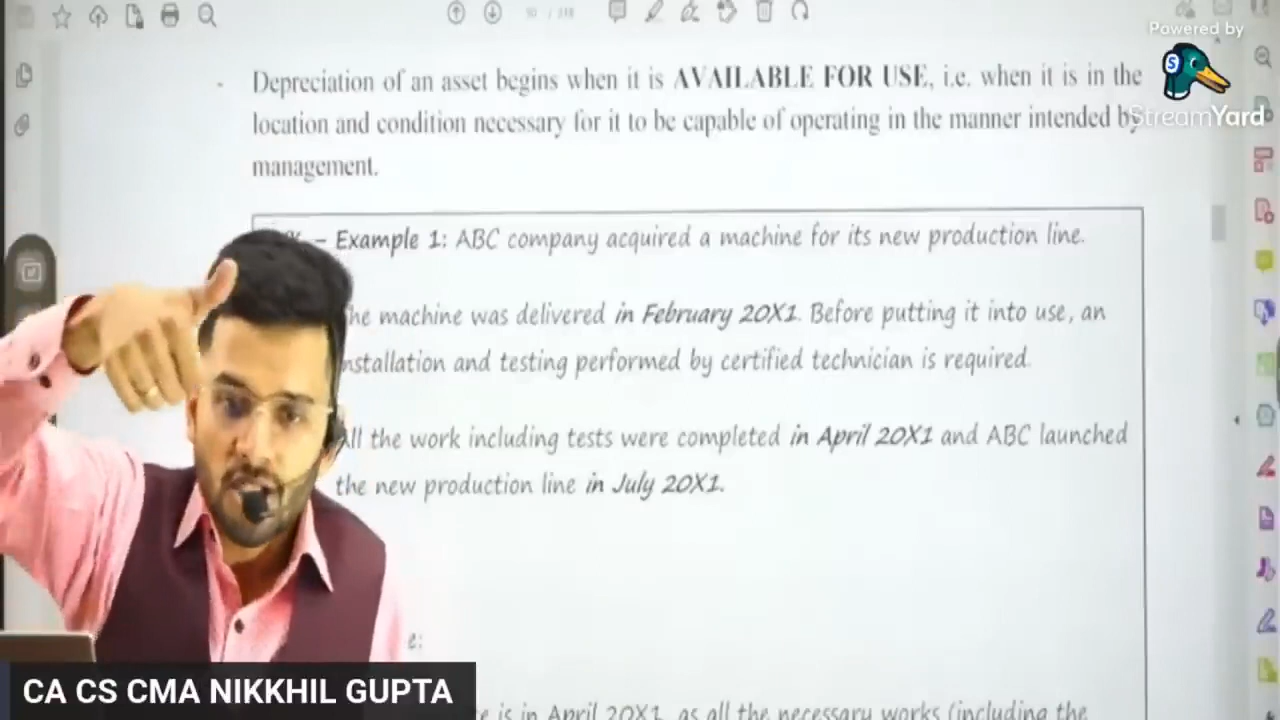 Powered by
StreamYard
- Depreciation of an asset begins when it is AVAILABLE FOR USE, i.e. when it is in the
location and condition necessary for it to be capable of operating in the manner intended by
management.
– Example 1: ABC company acquired a machine for its new production line.
he machine was delivered in February 20X1. Before putting it into use, an
nstallation and testing performed by certified technician is required.
All the work including tests were completed in April 20X1 and ABC launched
the new production line in July 20X1.
e:
CA CS CMA NIKKHIL GUPTA
e is in April 20X1, as all the necessary works (including the